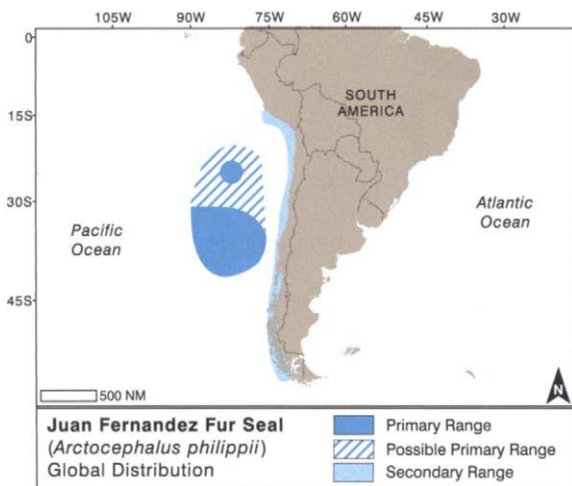 105W 90W 75W 60W 45W 30W
0
SOUTH
AMERICA
15S
30S
Pacific
Ocean
Atlantic
Ocean
45S
500 NM
N
Juan Fernandez Fur Seal
(Arctocephalus philippii)
Global Distribution
Primary Range
Possible Primary Range
Secondary Range